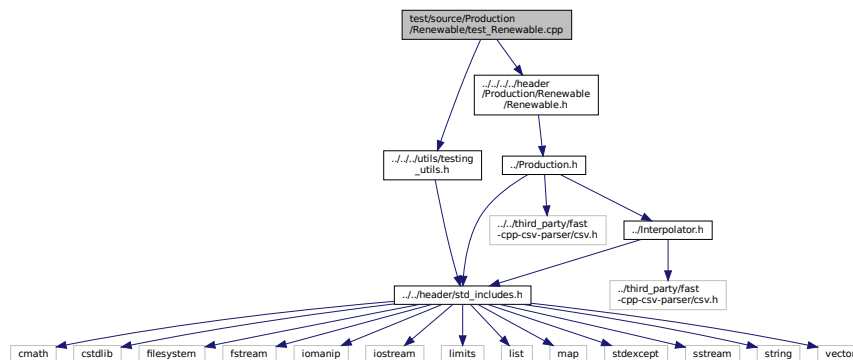 test/source/Production
/Renewable/test_Renewable.cpp
../../../../header
/Production/Renewable
/Renewable.h
../../../utils/testing
_utils.h
../Production.h
../../third_party/fast
-cpp-csv-parser/csv.h
../Interpolator.h
../third_party/fast
-cpp-csv-parser/csv.h
../../header/std_includes.h
cmath
cstdlib
filesystem
fstream
iomanip
iostream
limits
list
map
stdexcept
sstream
string
vector